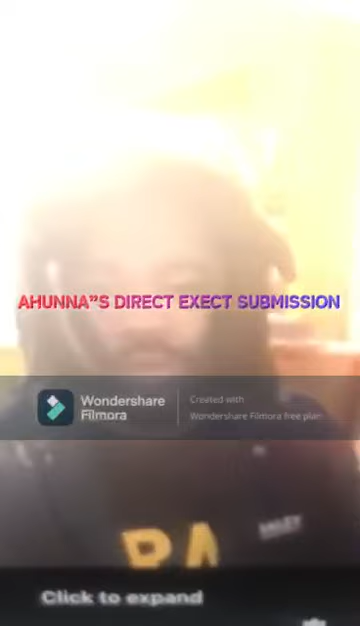 AHUNNA"S DIRECT EXECT SUBMISSION
Wondershare
Filmora
Created with
Wondershare Filmora free plan
Click to expand